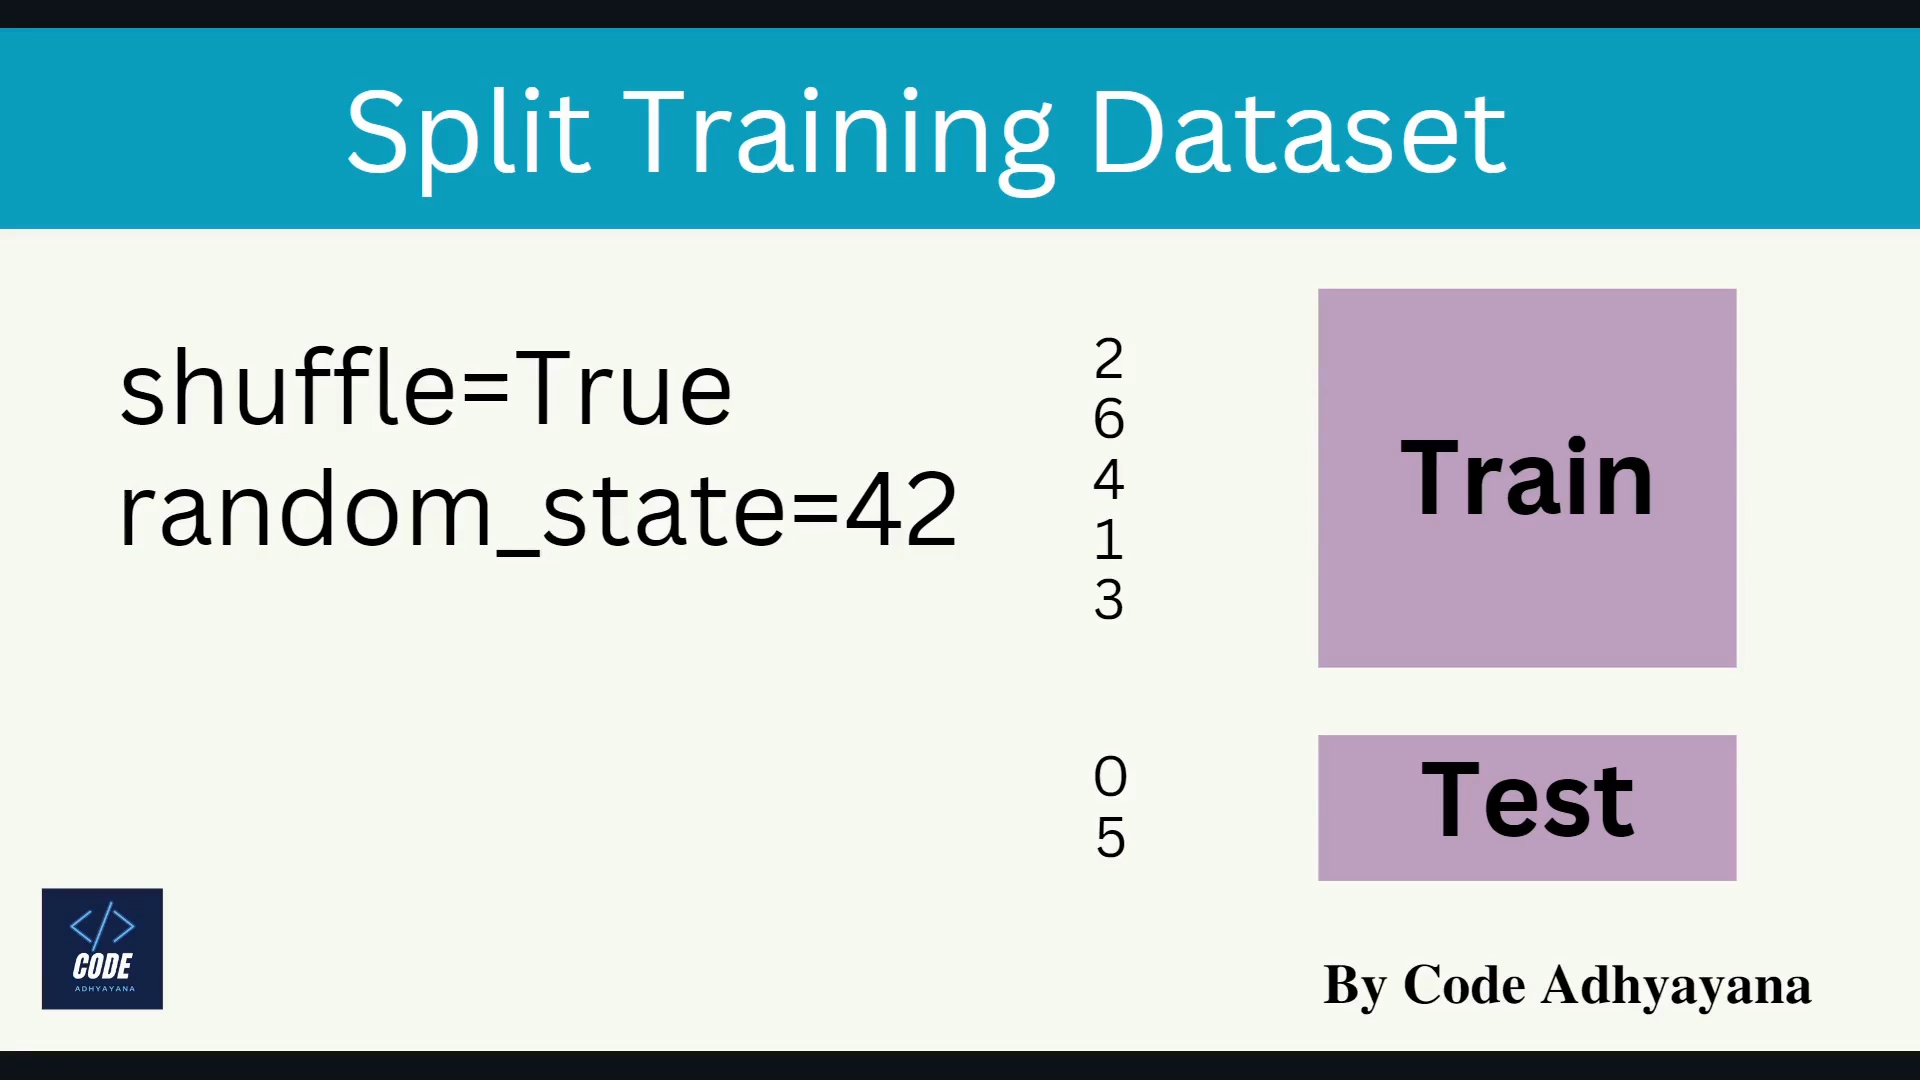 Split Training Dataset
shuffle=True
random_state=42
2
6
4
1
3
Train
0
5
Test
CODE
ADHYAYANA
By Code Adhyayana